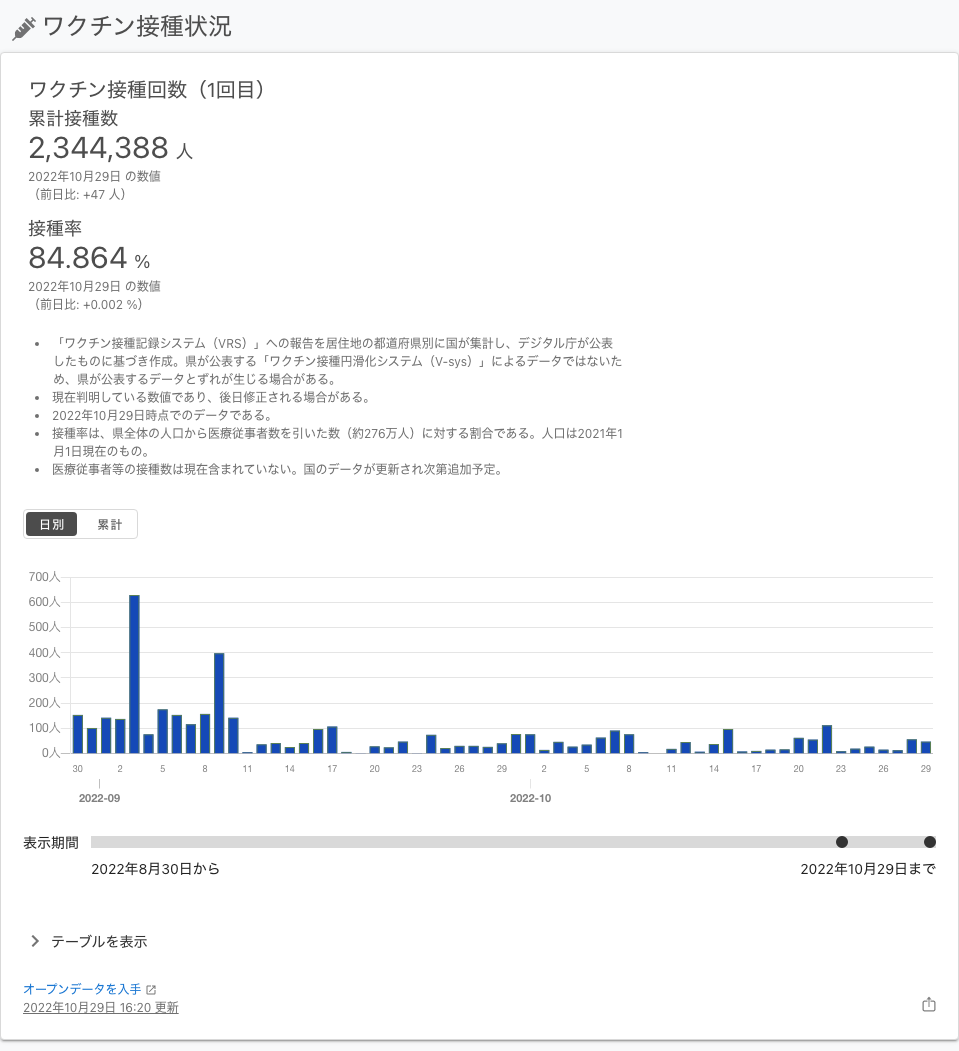 ワクチン接種状況
ワクチン接種回数（1回目）
累計接種数
2,344,388 人
2022年10月29日 の数値
（前日比: +47 人）
接種率
84.864 %
2022年10月29日 の数値
（前日比: +0.002 %）
• 「ワクチン接種記録システム（VRS）」への報告を居住地の都道府県別に国が集計し、デジタル庁が公表
したものに基づき作成。県が公表する「ワクチン接種円滑化システム（V-sys）」によるデータではないた
め、県が公表するデータとずれが生じる場合がある。
• 現在判明している数値であり、後日修正される場合がある。
• 2022年10月29日時点でのデータである。
• 接種率は、県全体の人口から医療従事者数を引いた数（約276万人）に対する割合である。人口は2021年1
月1日現在のもの。
• 医療従事者等の接種数は現在含まれていない。国のデータが更新され次第追加予定。
日別 累計
700人
600人
500人
400人
300人
200人
100人
0人
30 2 5 8 11 14 17 20 23 26 29 2 5 8 11 14 17 20 23 26 29
2022-09 2022-10
表示期間
2022年8月30日から 2022年10月29日まで
テーブルを表示
オープンデータを入手
2022年10月29日 16:20 更新